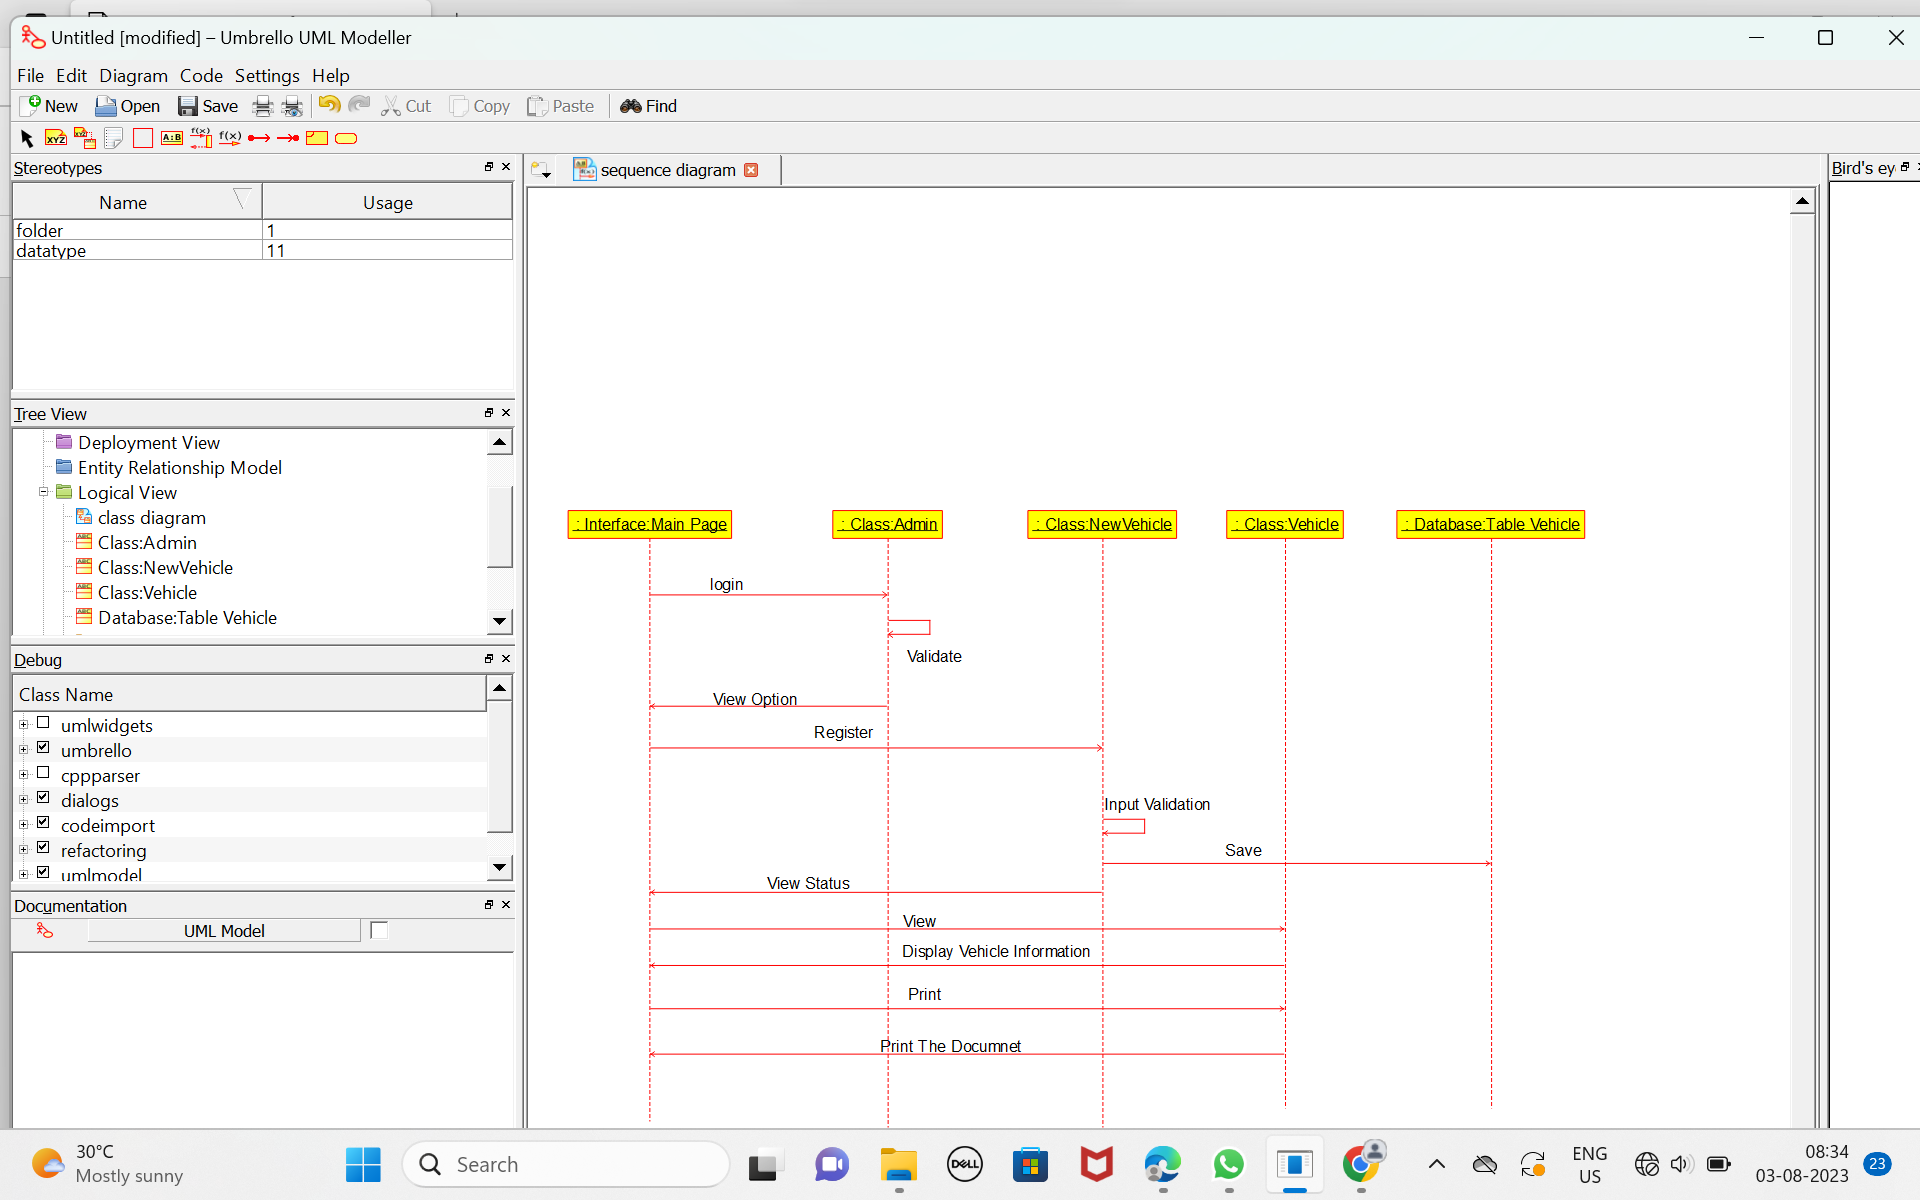 Untitled [modified] – Umbrello UML Modeller
File Edit Diagram Code Settings Help
New Open Save Cut Copy Paste Find
XYZ XYZ A:B f(x) f(x)
Stereotypes
Name Usage
folder 1
datatype 11
Tree View
Deployment View
Entity Relationship Model
Logical View
class diagram
Class:Admin
Class:NewVehicle
Class:Vehicle
Database:Table Vehicle
Debug
Class Name
umlwidgets
umbrello
cppparser
dialogs
codeimport
refactoring
umlmodel
Documentation
UML Model
sequence diagram
: Interface:Main Page : Class:Admin : Class:NewVehicle : Class:Vehicle : Database:Table Vehicle
login
Validate
View Option
Register
Input Validation
Save
View Status
View
Display Vehicle Information
Print
Print The Documnet
Bird's ey
30°C
Mostly sunny
Search
DELL
ENG
US
08:34
03-08-2023
23